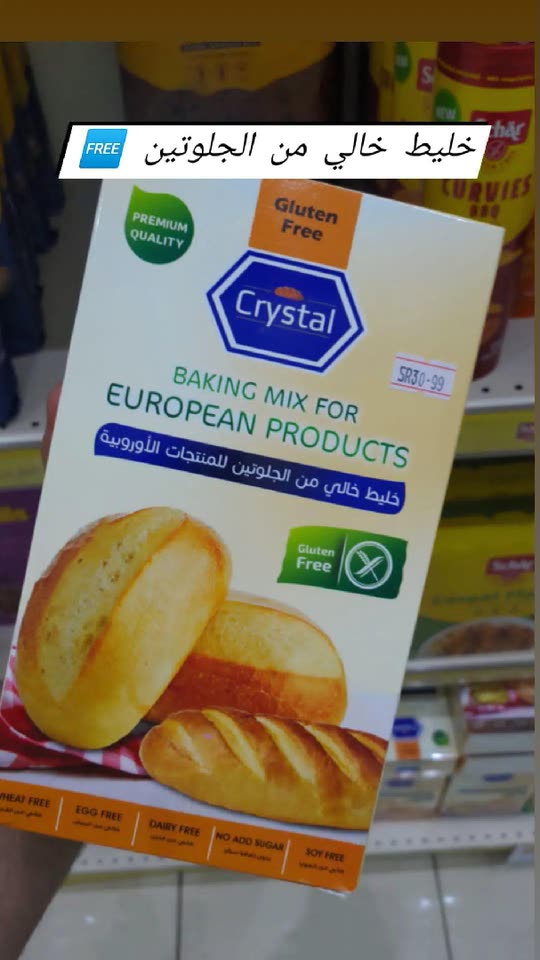 خليط خالي من الجلوتين 🆓
Schär
NEW
CURVIES
BBQ
PREMIUM
QUALITY
Gluten
Free
Crystal
SR30-99
BAKING MIX FOR
EUROPEAN PRODUCTS
خليط خالي من الجلوتين للمنتجات الأوروبية
Gluten
Free
WHEAT FREE
EGG FREE
DAIRY FREE
NO ADD SUGAR
SOY FREE